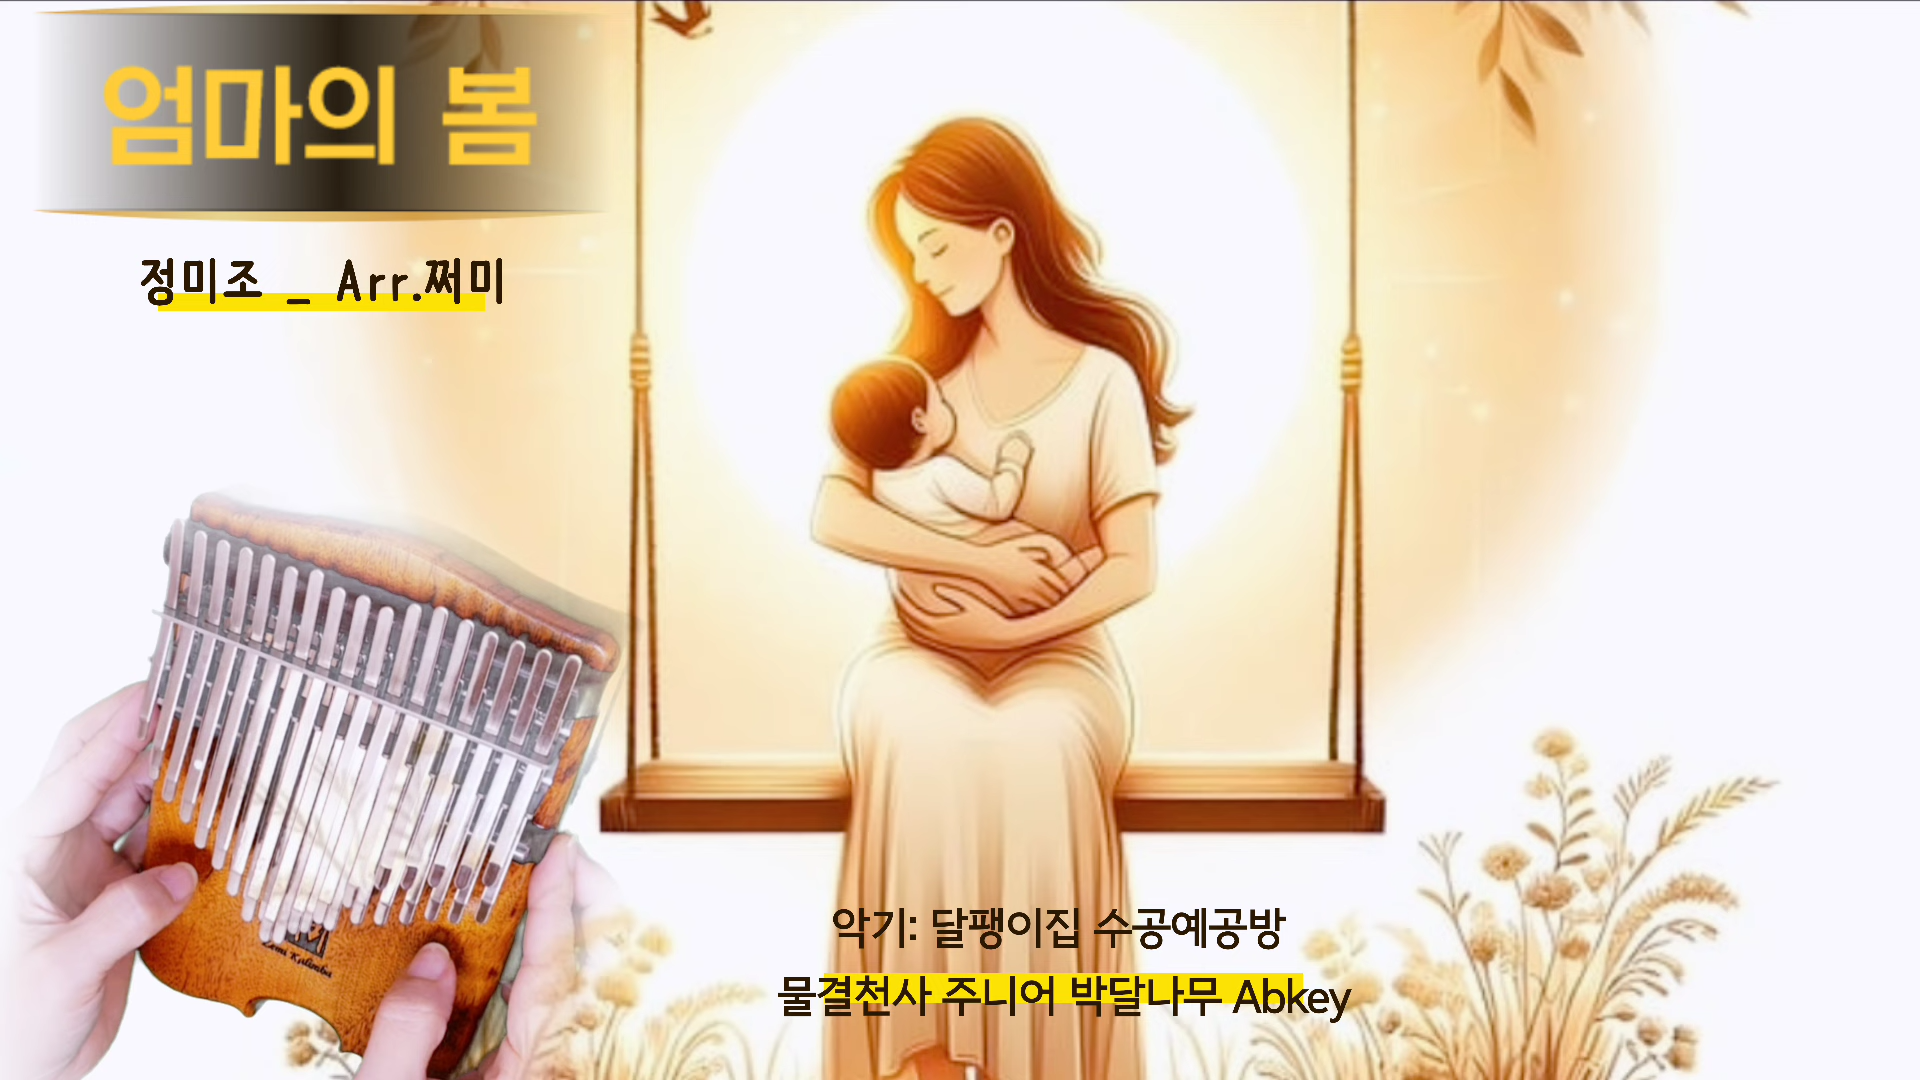 엄마의 봄
정미조 _ Arr.쩌미
Kalimba
악기: 달팽이집 수공예공방
물결천사 주니어 박달나무 Abkey